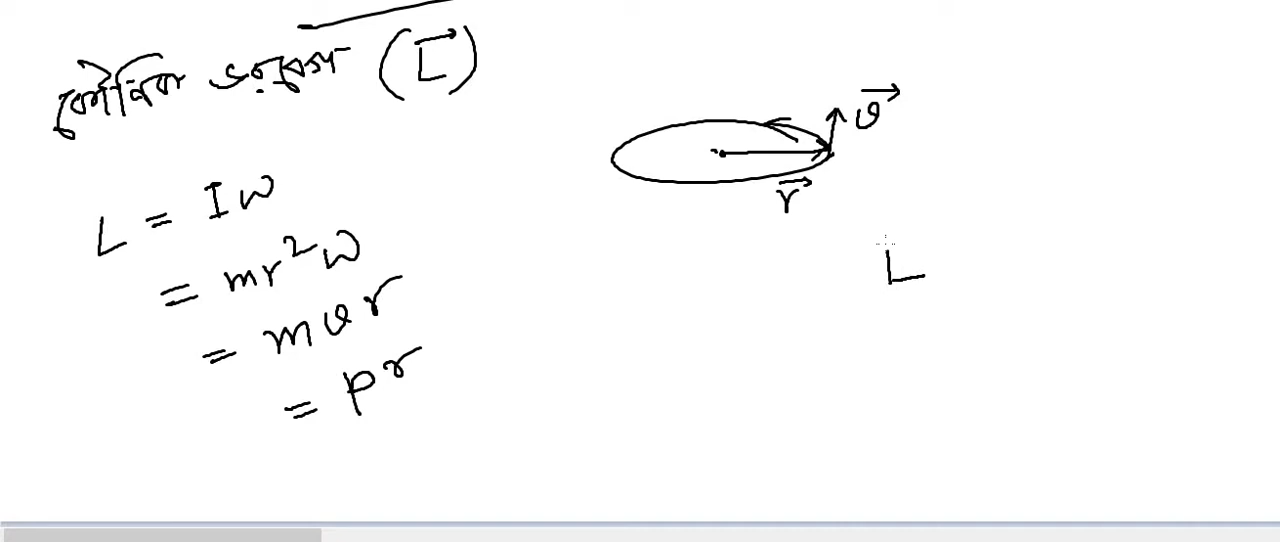 কৌনিক ভরবেগ (L⃗)
L = Iω
= mr²ω
= mvr
= pr
v⃗
r⃗
L